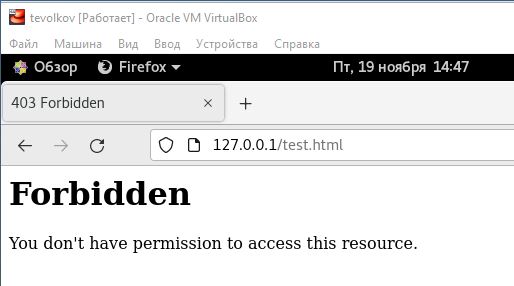 tevolkov [Работает] - Oracle VM VirtualBox
Файл Машина Вид Ввод Устройства Справка
Обзор Firefox Пт, 19 ноября 14:47
403 Forbidden
127.0.0.1/test.html
Forbidden
You don't have permission to access this resource.